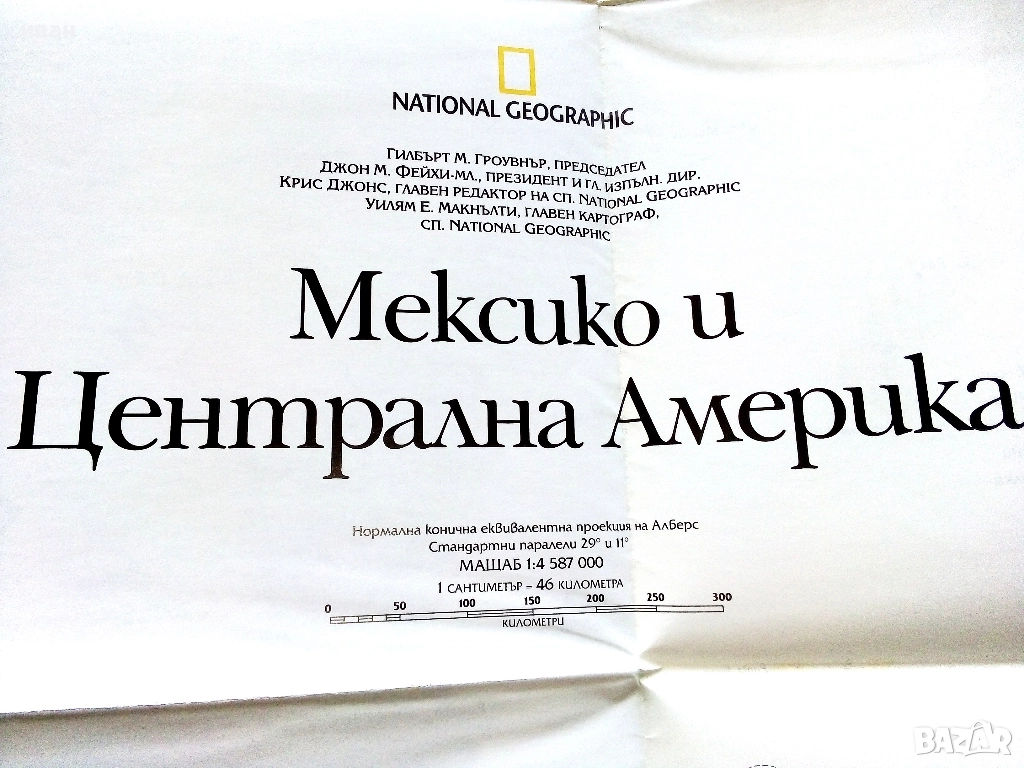 NATIONAL GEOGRAPHIC
ГИЛБЪРТ М. ГРОУВНЪР, ПРЕДСЕДАТЕЛ
ДЖОН М. ФЕЙХИ-МЛ., ПРЕЗИДЕНТ И ГЛ. ИЗПЪЛН. ДИР.
КРИС ДЖОНС, ГЛАВЕН РЕДАКТОР НА СП. NATIONAL GEOGRAPHIC
УИЛЯМ Е. МАКНЪЛТИ, ГЛАВЕН КАРТОГРАФ,
СП. NATIONAL GEOGRAPHIC
Мексико и
Централна Америка
Нормална конична еквивалентна проекция на Алберс
Стандартни паралели 29° и 11°
МАЩАБ 1:4 587 000
1 САНТИМЕТЪР = 46 КИЛОМЕТРА
0 50 100 150 200 250 300
КИЛОМЕТРИ
BAZAR